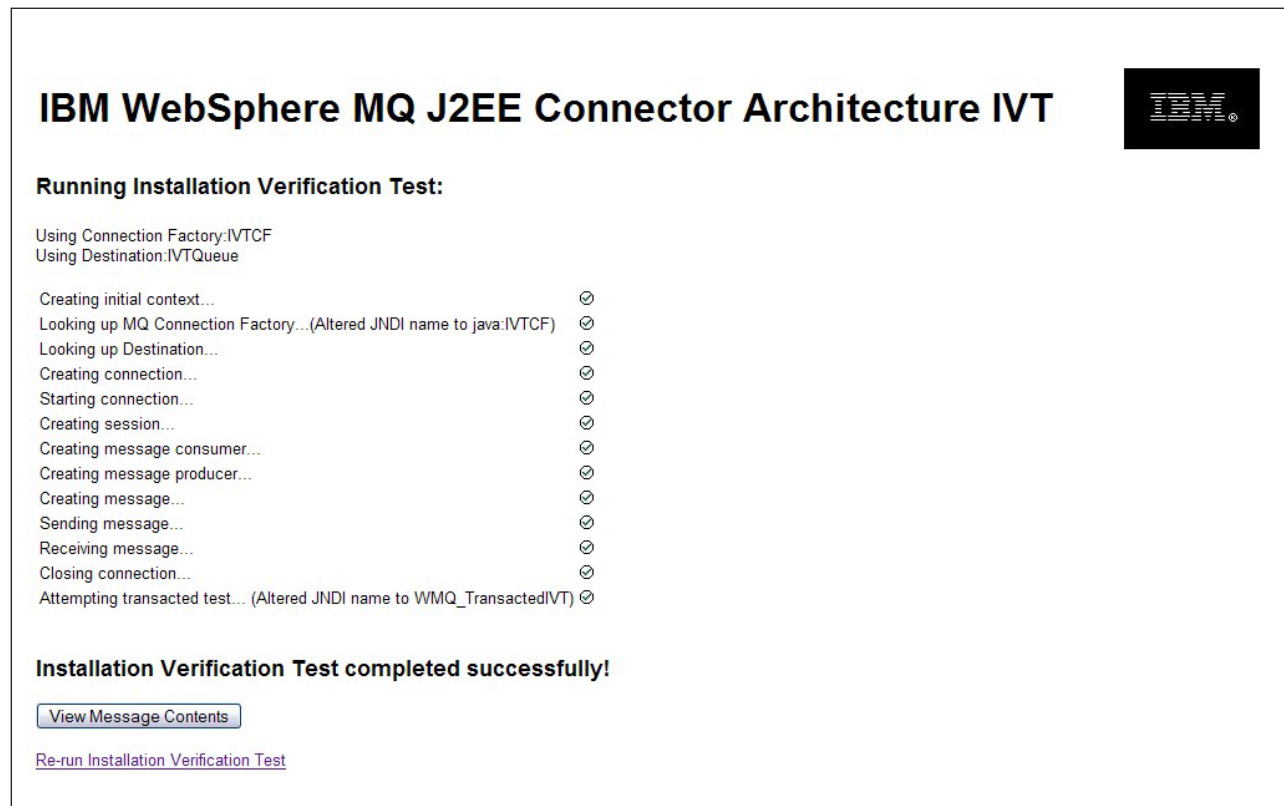 IBM WebSphere MQ J2EE Connector Architecture IVT
IBM®
Running Installation Verification Test:
Using Connection Factory:IVTCF
Using Destination:IVTQueue
Creating initial context...
Looking up MQ Connection Factory...(Altered JNDI name to java:IVTCF)
Looking up Destination...
Creating connection...
Starting connection...
Creating session...
Creating message consumer...
Creating message producer...
Creating message...
Sending message...
Receiving message...
Closing connection...
Attempting transacted test... (Altered JNDI name to WMQ_TransactedIVT)
Installation Verification Test completed successfully!
View Message Contents
Re-run Installation Verification Test